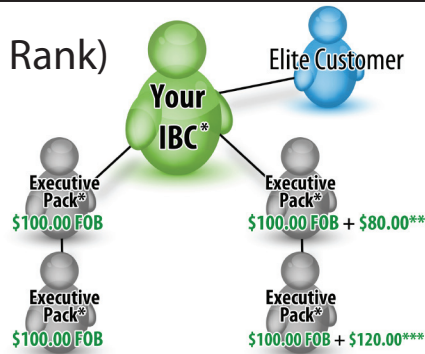 Rank)
Elite Customer
Your
IBC*
Executive
Pack*
$100.00 FOB
Executive
Pack*
$100.00 FOB + $80.00**
Executive
Pack*
$100.00 FOB
Executive
Pack*
$100.00 FOB + $120.00***